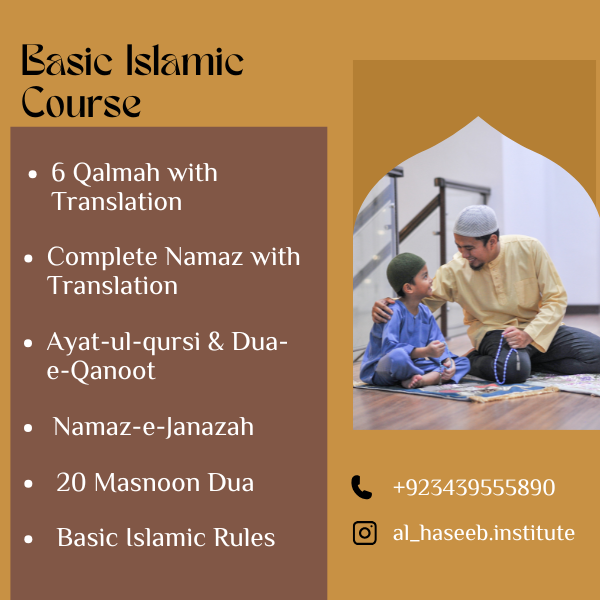 Basic Islamic
Course
• 6 Qalmah with
Translation
• Complete Namaz with
Translation
• Ayat-ul-qursi & Dua-
e-Qanoot
• Namaz-e-Janazah
• 20 Masnoon Dua
• Basic Islamic Rules
+923439555890
al_haseeb.institute